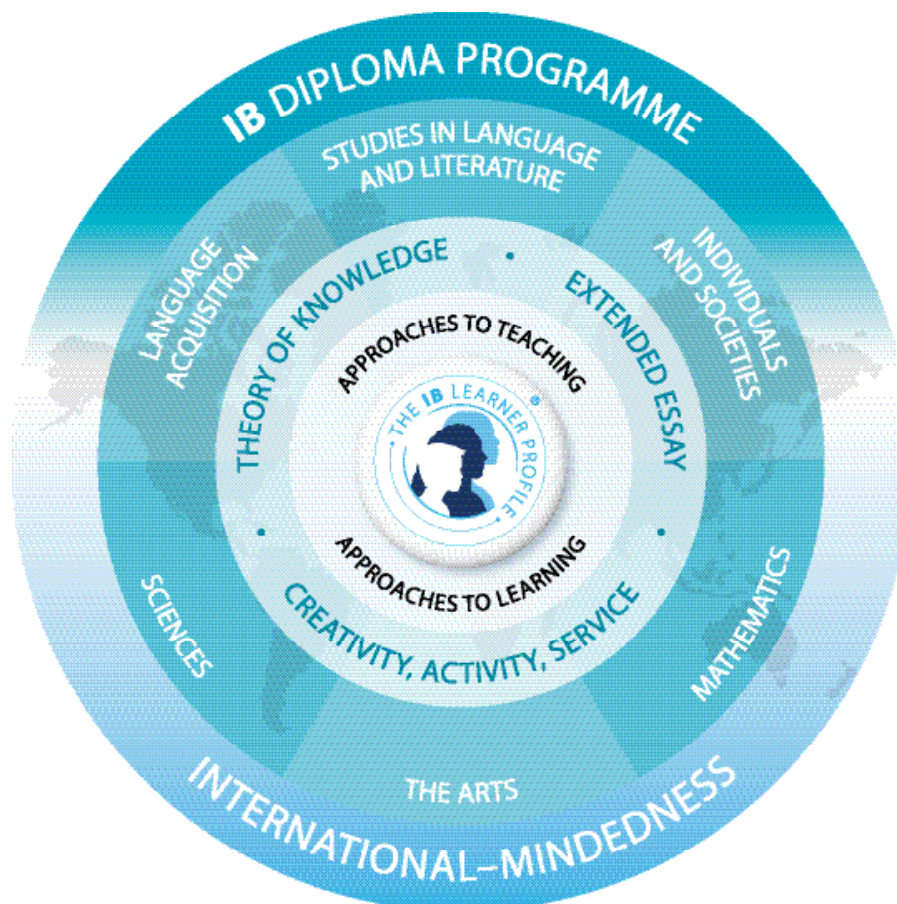 IB DIPLOMA PROGRAMME
STUDIES IN LANGUAGE
AND LITERATURE
LANGUAGE
ACQUISITION
INDIVIDUALS
AND SOCIETIES
THEORY OF KNOWLEDGE ·
EXTENDED ESSAY ·
APPROACHES TO TEACHING
· THE IB LEARNER PROFILE ·
®
APPROACHES TO LEARNING
CREATIVITY, ACTIVITY, SERVICE ·
SCIENCES
MATHEMATICS
THE ARTS
INTERNATIONAL–MINDEDNESS